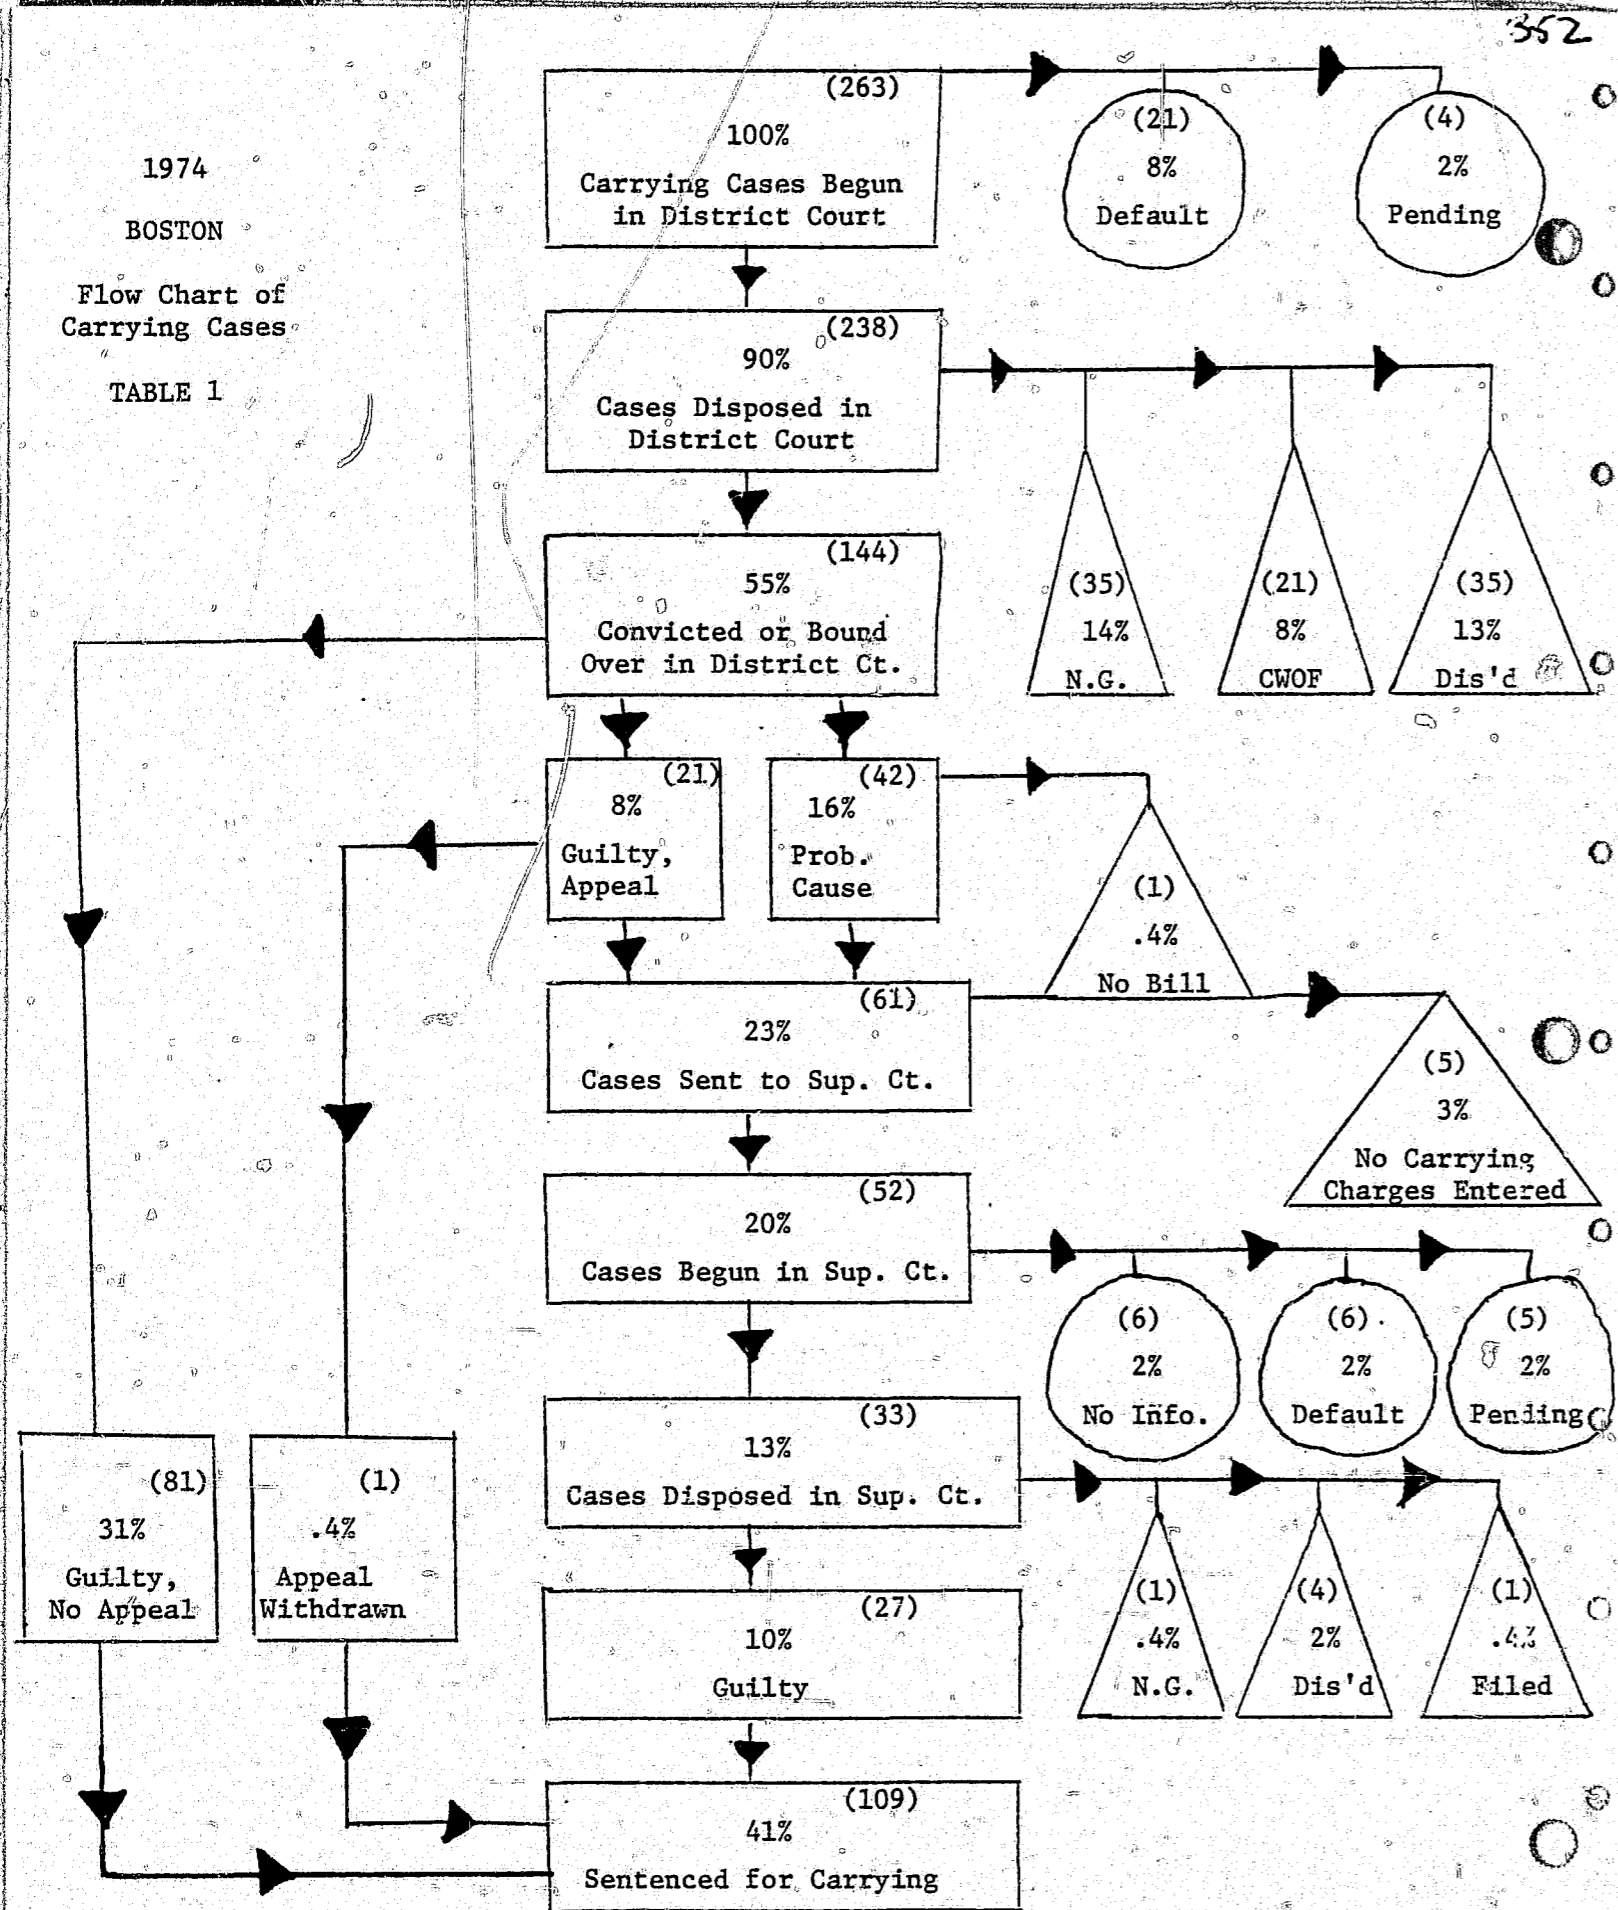 352
1974
BOSTON
Flow Chart of
Carrying Cases
TABLE 1
(263)
100%
Carrying Cases Begun
in District Court
(21)
8%
Default
(4)
2%
Pending
(238)
90%
Cases Disposed in
District Court
(35)
14%
N.G.
(21)
8%
CWOF
(35)
13%
Dis'd
(144)
55%
Convicted or Bound
Over in District Ct.
(21)
8%
Guilty,
Appeal
(42)
16%
Prob.
Cause
(1)
.4%
No Bill
(61)
23%
Cases Sent to Sup. Ct.
(5)
3%
No Carrying
Charges Entered
(52)
20%
Cases Begun in Sup. Ct.
(6)
2%
No Info.
(6)
2%
Default
(5)
2%
Pending
(33)
13%
Cases Disposed in Sup. Ct.
(1)
.4%
N.G.
(4)
2%
Dis'd
(1)
.4%
Filed
(81)
31%
Guilty,
No Appeal
(1)
.4%
Appeal
Withdrawn
(27)
10%
Guilty
(109)
41%
Sentenced for Carrying